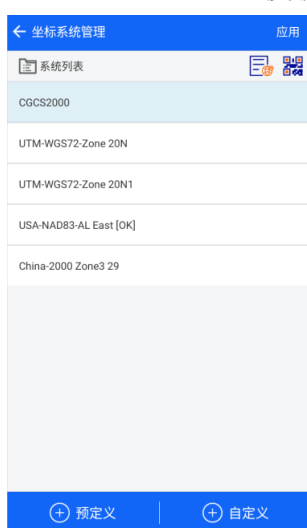 坐标系统管理 应用
系统列表
CGCS2000
UTM-WGS72-Zone 20N
UTM-WGS72-Zone 20N1
USA-NAD83-AL East [OK]
China-2000 Zone3 29
预定义 自定义